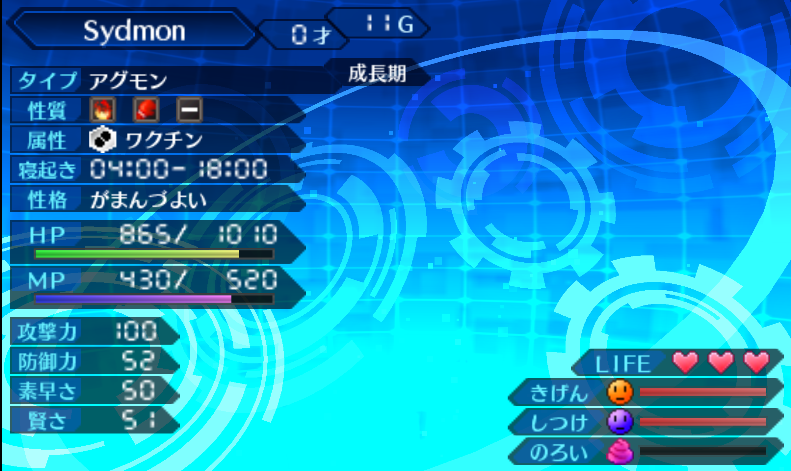 Sydmon
0才
11G
成長期
タイプ アグモン
性質
属性 ワクチン
寝起き 04:00-18:00
性格 がまんづよい
HP 865/ 1010
MP 430/ 520
攻撃力 100
防御力 52
素早さ 50
賢さ 51
LIFE
きげん
しつけ
のろい